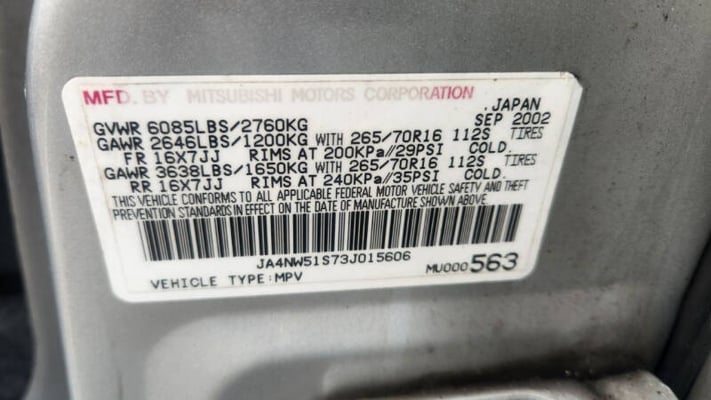 MFD. BY MITSUBISHI MOTORS CORPORATION
, JAPAN
GVWR 6085LBS/2760KG SEP 2002
GAWR 2646LBS/1200KG WITH 265/70R16 112S TIRES
FR 16X7JJ RIMS AT 200KPa//29PSI COLD.
GAWR 3638LBS/1650KG WITH 265/70R16 112S TIRES
RR 16X7JJ RIMS AT 240KPa//35PSI COLD.
THIS VEHICLE CONFORMS TO ALL APPLICABLE FEDERAL MOTOR VEHICLE SAFETY AND THEFT
PREVENTION STANDARDS IN EFFECT ON THE DATE OF MANUFACTURE SHOWN ABOVE.
JA4NW51S73J015606
VEHICLE TYPE:MPV MU000563